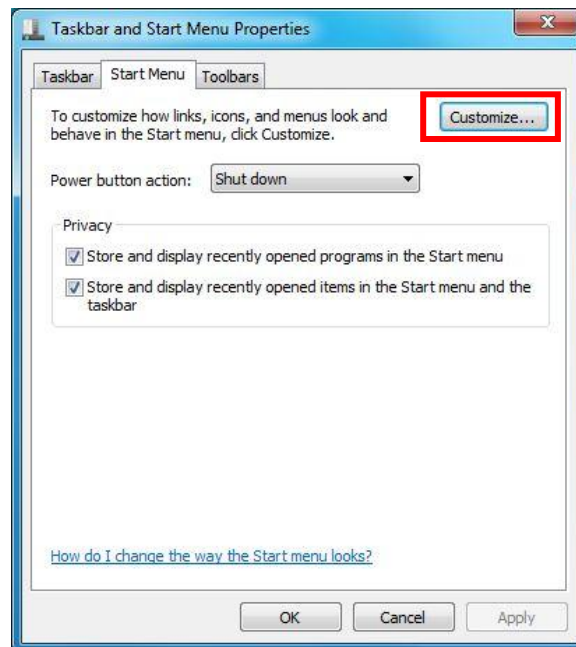 Taskbar and Start Menu Properties
Taskbar Start Menu Toolbars
To customize how links, icons, and menus look and
behave in the Start menu, click Customize.
Customize...
Power button action: Shut down
Privacy
Store and display recently opened programs in the Start menu
Store and display recently opened items in the Start menu and the
taskbar
How do I change the way the Start menu looks?
OK Cancel Apply